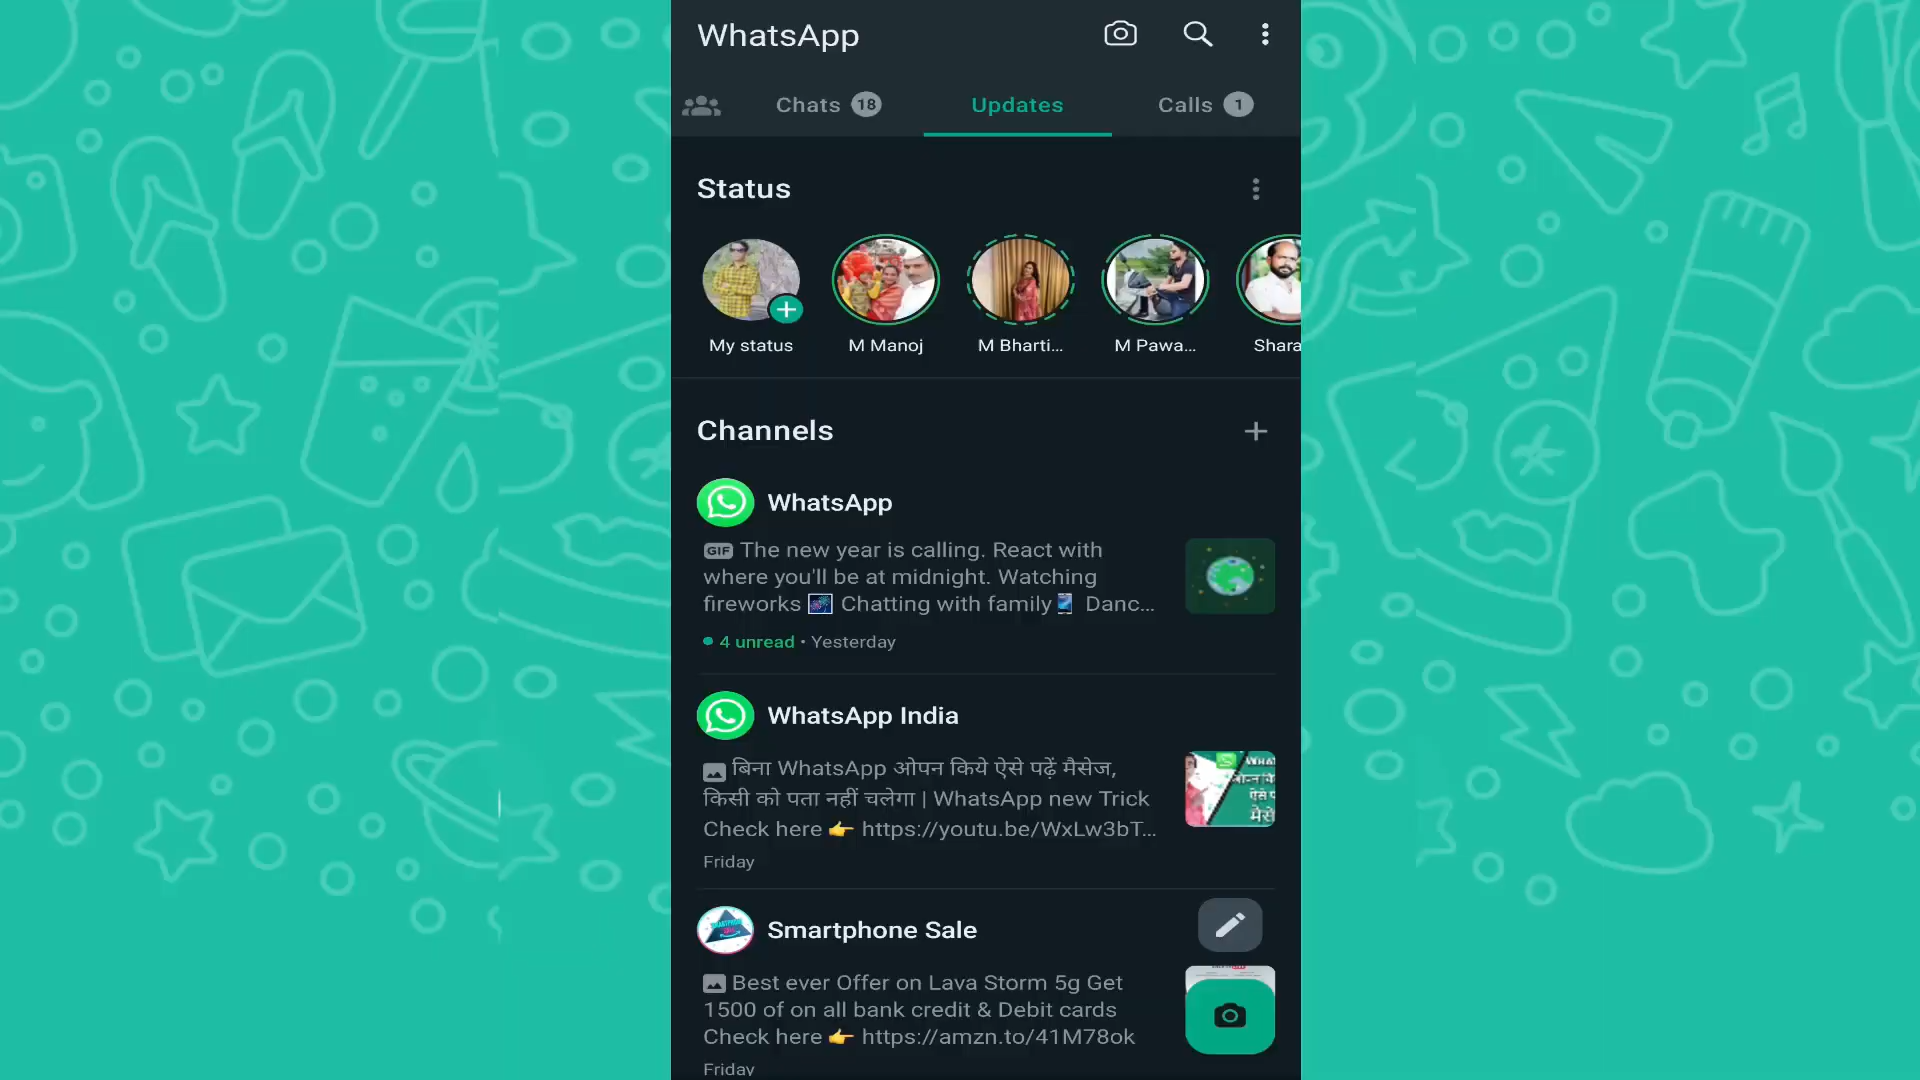 WhatsApp
Chats 18
Updates
Calls 1
Status
My status
M Manoj
M Bharti...
M Pawa...
Shara
Channels
WhatsApp
GIF The new year is calling. React with
where you'll be at midnight. Watching
fireworks 🎆 Chatting with family📱 Danc...
4 unread • Yesterday
WhatsApp India
बिना WhatsApp ओपन किये ऐसे पढ़ें मैसेज,
किसी को पता नहीं चलेगा | WhatsApp new Trick
Check here 👉 https://youtu.be/WxLw3bT...
Friday
Smartphone Sale
Best ever Offer on Lava Storm 5g Get
1500 of on all bank credit & Debit cards
Check here 👉 https://amzn.to/41M78ok
Friday